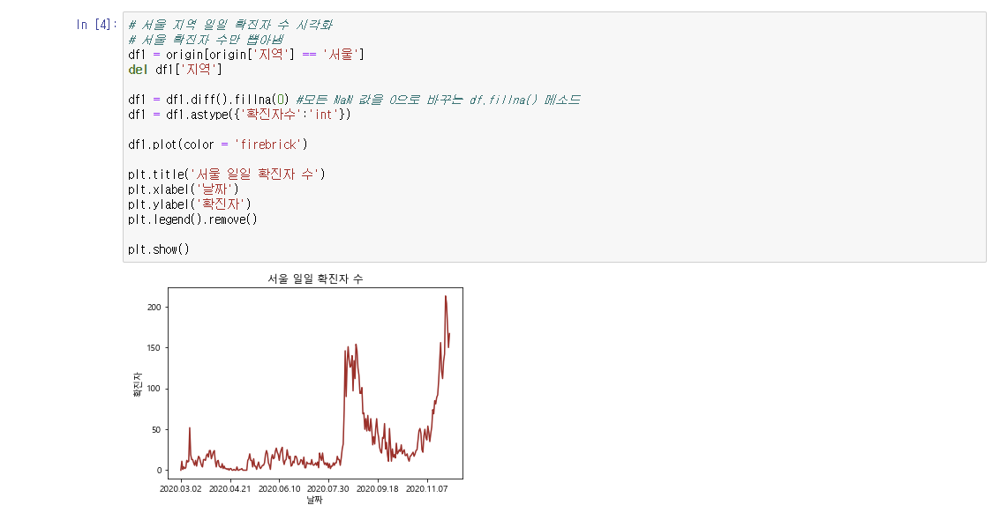 In [4]:
# 서울 지역 일일 확진자 수 시각화
# 서울 확진자 수만 뽑아냄
df1 = origin[origin['지역'] == '서울']
del df1['지역']
df1 = df1.diff().fillna(0) #모든 NaN 값을 0으로 바꾸는 df.fillna() 메소드
df1 = df1.astype({'확진자수':'int'})
df1.plot(color = 'firebrick')
plt.title('서울 일일 확진자 수')
plt.xlabel('날짜')
plt.ylabel('확진자')
plt.legend().remove()
plt.show()
서울 일일 확진자 수
200
150
100
50
0
확진자
2020.03.02 2020.04.21 2020.06.10 2020.07.30 2020.09.18 2020.11.07
날짜